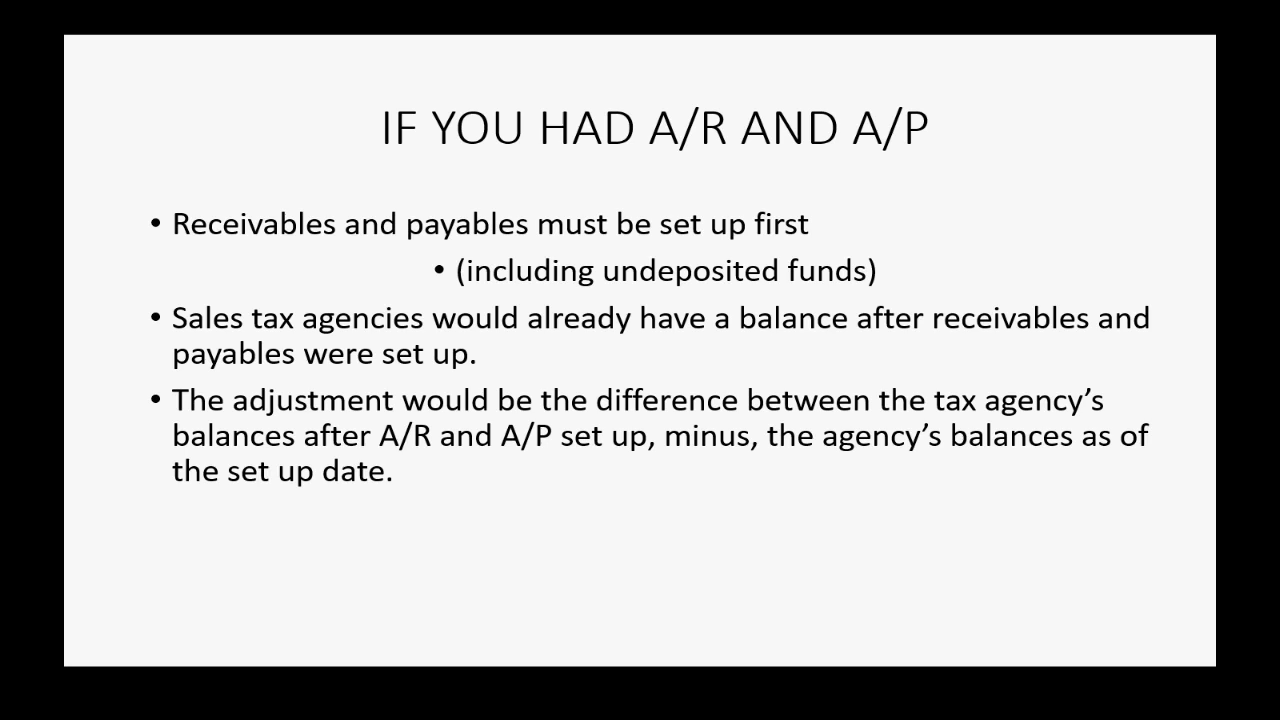 IF YOU HAD A/R AND A/P
• Receivables and payables must be set up first
• (including undeposited funds)
• Sales tax agencies would already have a balance after receivables and
payables were set up.
• The adjustment would be the difference between the tax agency’s
balances after A/R and A/P set up, minus, the agency’s balances as of
the set up date.